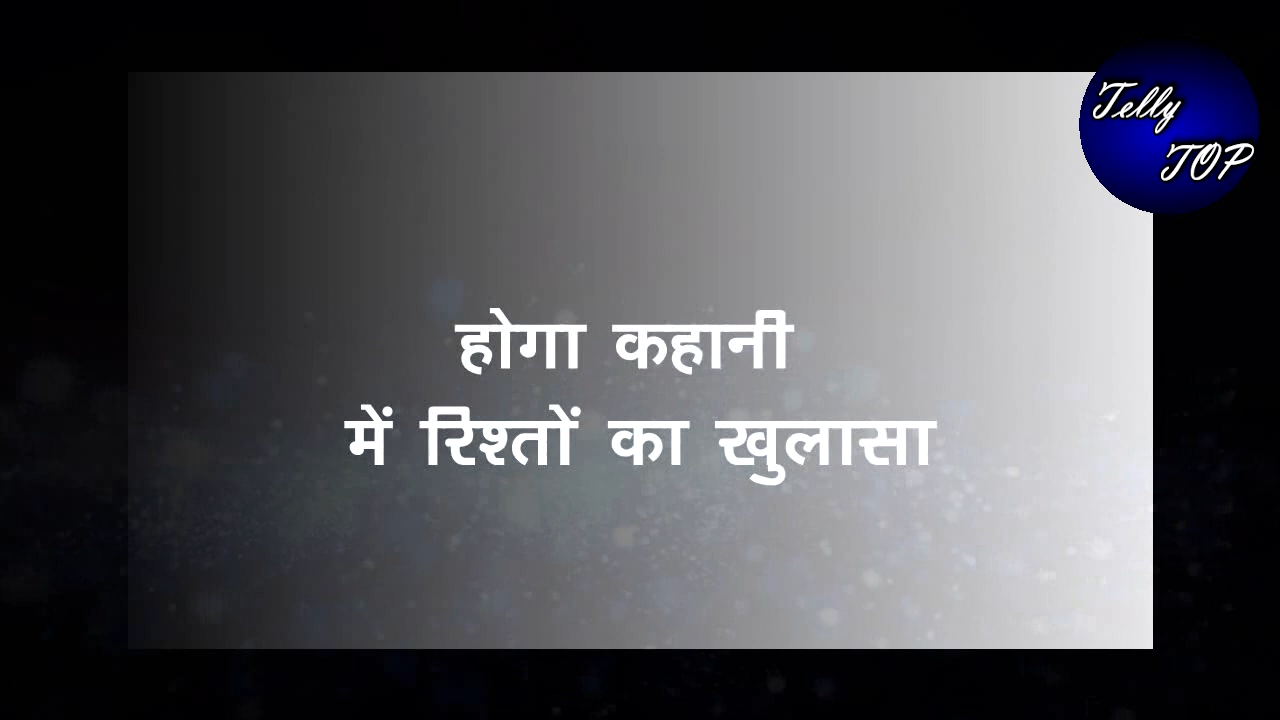 Telly
TOP
होगा कहानी
में रिश्तों का खुलासा